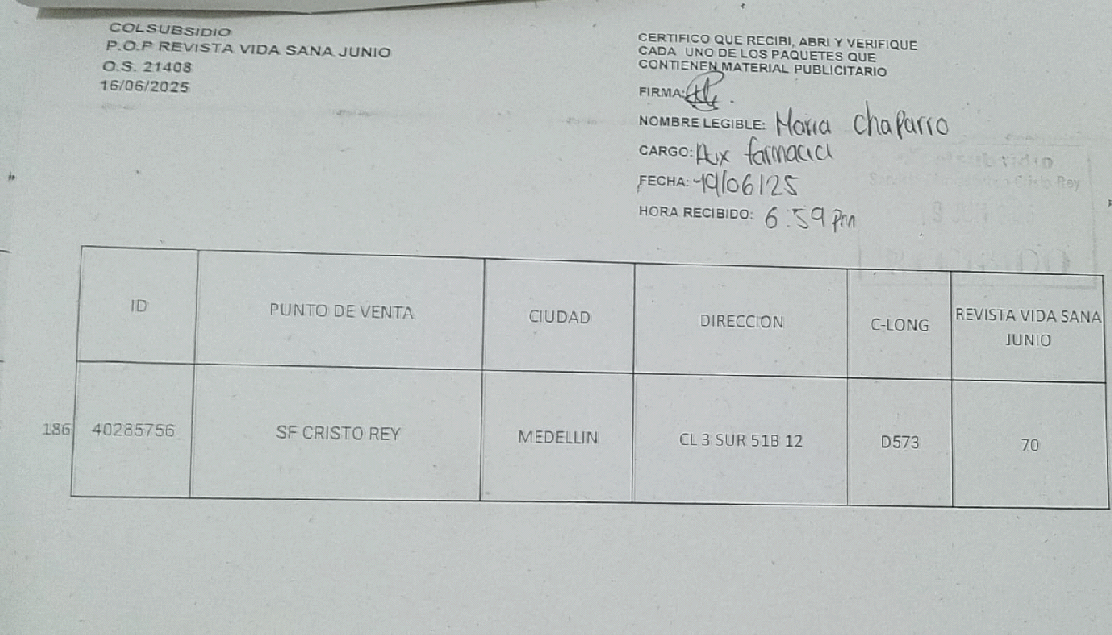 COLSUBSIDIO
P.O.P REVISTA VIDA SANA JUNIO
O.S. 21408
16/06/2025
CERTIFICO QUE RECIBI, ABRI Y VERIFIQUE
CADA UNO DE LOS PAQUETES QUE
CONTIENEN MATERIAL PUBLICITARIO
FIRMA:
NOMBRE LEGIBLE: Maria Chaparro
CARGO: Aux farmacia
FECHA: 19/06/25
HORA RECIBIDO: 6:59 Pm
ID PUNTO DE VENTA CIUDAD DIRECCION C-LONG REVISTA VIDA SANA
JUNIO
186 40285756 SF CRISTO REY MEDELLIN CL 3 SUR 51B 12 D573 70